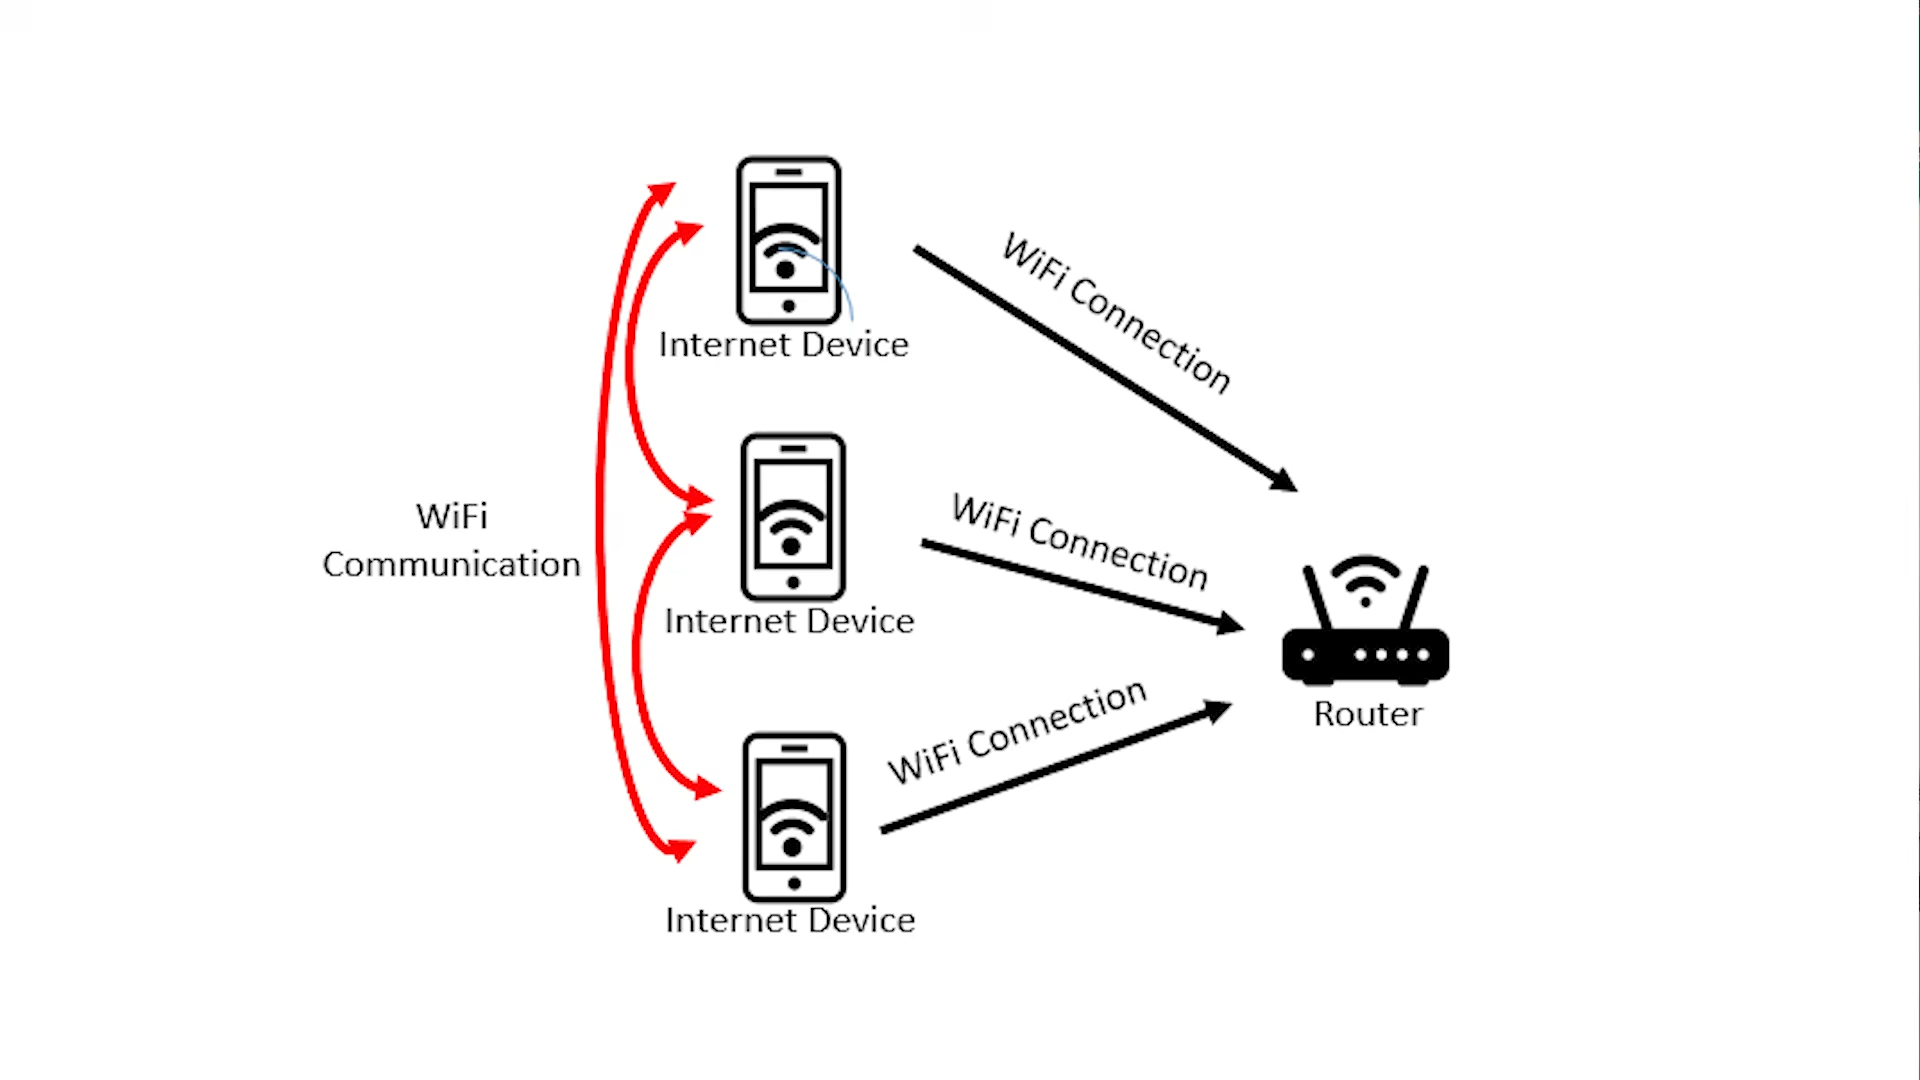 WiFi Connection
Internet Device
WiFi
Communication
WiFi Connection
Internet Device
WiFi Connection
Router
Internet Device